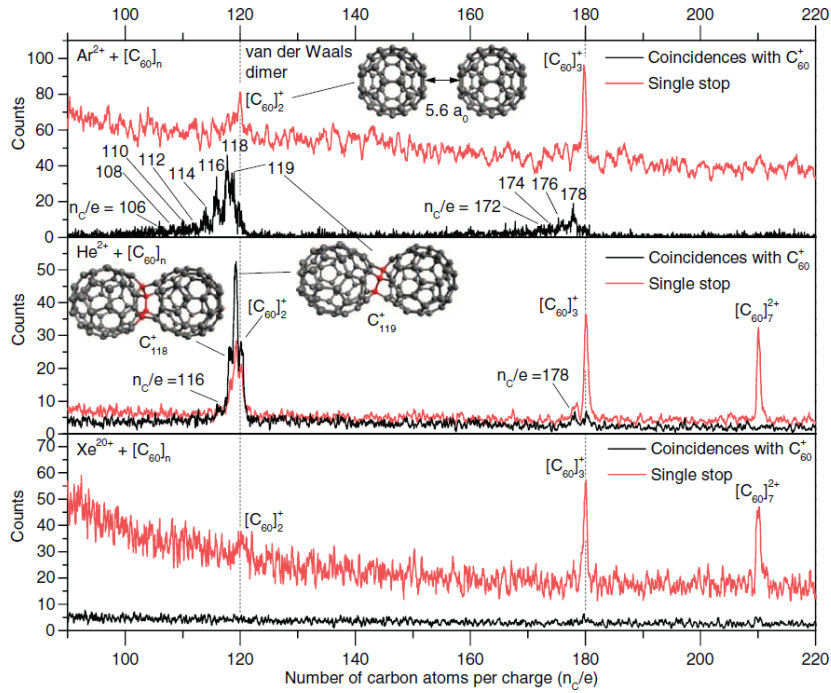 100 120 140 160 180 200 220
Ar²⁺ + [C₆₀]ₙ
van der Waals
dimer
[C₆₀]₂⁺
5.6 a₀
[C₆₀]₃⁺
Coincidences with C₆₀⁺
Single stop
100
80
60
40
20
0
Counts
n_C/e = 106
108
110
112
114
116
118
119
n_C/e = 172
174
176
178
He²⁺ + [C₆₀]ₙ
C₁₁₈⁺
C₁₁₉⁺
[C₆₀]₂⁺
n_C/e =116
n_C/e =178
[C₆₀]₃⁺
[C₆₀]₇²⁺
Coincidences with C₆₀⁺
Single stop
50
40
30
20
10
0
Counts
Xe²⁰⁺ + [C₆₀]ₙ
[C₆₀]₂⁺
[C₆₀]₃⁺
[C₆₀]₇²⁺
Coincidences with C₆₀⁺
Single stop
70
60
50
40
30
20
10
0
Counts
100 120 140 160 180 200 220
Number of carbon atoms per charge (n_C/e)